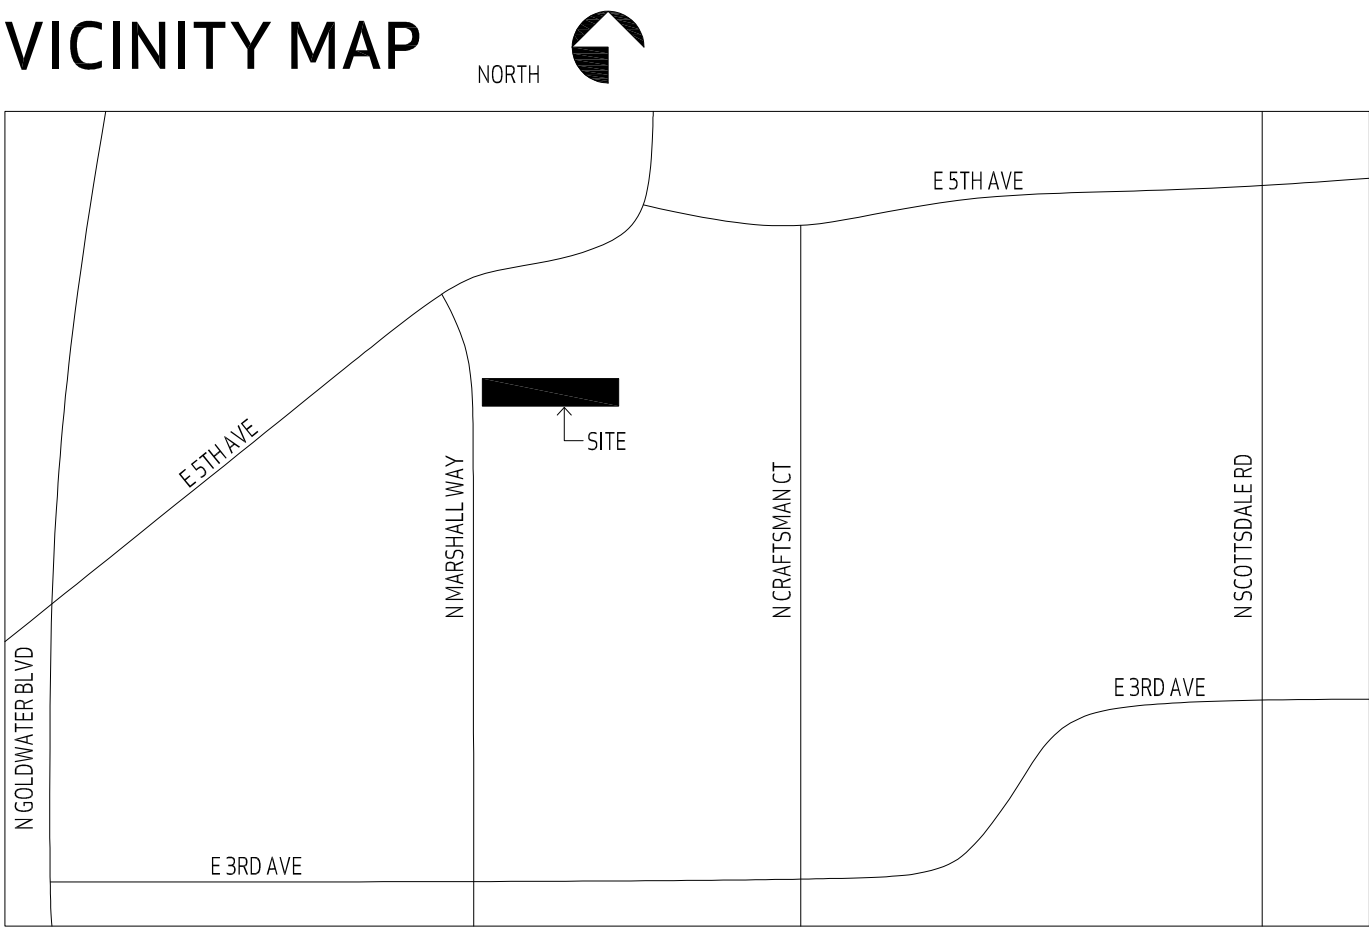 VICINITY MAP
NORTH
E 5TH AVE
E 5TH AVE
SITE
N MARSHALL WAY
N CRAFTSMAN CT
N SCOTTSDALE RD
N GOLDWATER BLVD
E 3RD AVE
E 3RD AVE